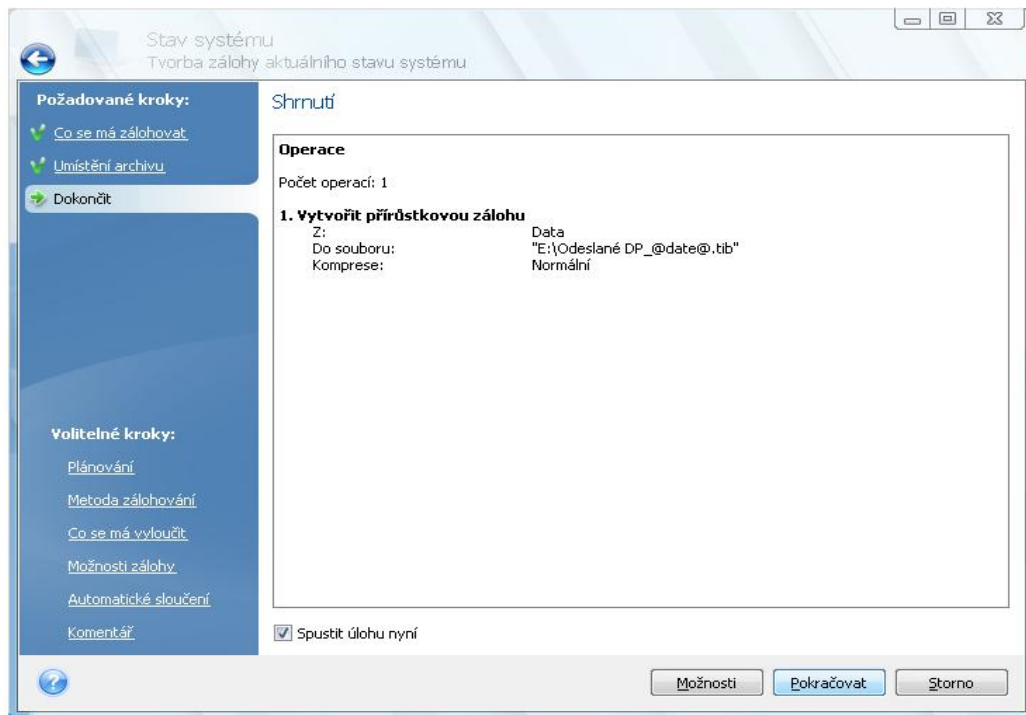 Stav systému
Tvorba zálohy aktuálního stavu systému
Požadované kroky:
Co se má zálohovat
Umístění archivu
Dokončit
Volitelné kroky:
Plánování
Metoda zálohování
Co se má vyloučit
Možnosti zálohy
Automatické sloučení
Komentář
Shrnutí
Operace
Počet operací: 1
1. Vytvořit přírůstkovou zálohu
Z: Data
Do souboru: "E:\Odeslané DP_@date@.tib"
Komprese: Normální
Spustit úlohu nyní
Možnosti Pokračovat Storno